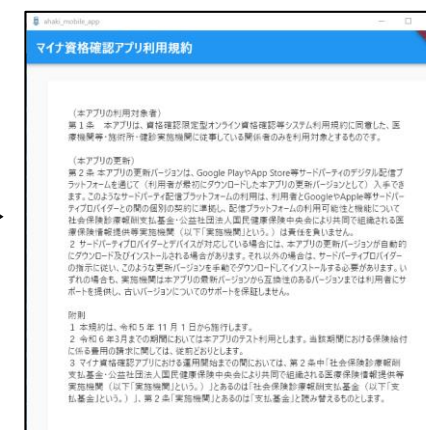 ahaki_mobile_app
マイナ資格確認アプリ利用規約
（本アプリの利用対象者）
第１条 本アプリは、資格確認限定型オンライン資格確認等システム利用規約に同意した、医
療機関等・施術所・健診実施機関に従事している関係者のみを利用対象とするものです。
（本アプリの更新）
第２条 本アプリの更新バージョンは、Google PlayやApp Store等サードパーティのデジタル配信プ
ラットフォームを通じて（利用者が最初にダウンロードした本アプリの更新バージョンとして）入手でき
ます。このようなサードパーティ配信プラットフォームの利用は、利用者とGoogleやApple等サードパー
ティプロバイダーとの間の個別の契約に準拠し、配信プラットフォームの利用可能性と機能について
社会保険診療報酬支払基金・公益社団法人国民健康保険中央会により共同で組織される医
療保険情報提供等実施機関（以下「実施機関」という。）は責任を負いません。
２ サードパーティプロバイダーとデバイスが対応している場合には、本アプリの更新バージョンが自動的
にダウンロード及びインストールされる場合があります。それ以外の場合は、サードパーティプロバイダー
の指示に従い、このような更新バージョンを手動でダウンロードしてインストールする必要があります。い
ずれの場合も、実施機関は本アプリの最新バージョンから互換性のあるバージョンまでは利用者にサ
ポートを提供し、古いバージョンについてのサポートを保証しません。
附則
１ 本規約は、令和５年 11 月１日から施行します。
２ 令和６年3月までの期間においては本アプリのテスト利用とします。当該期間における保険給付
に係る費用の請求に関しては、従前どおりとします。
３ マイナ資格確認アプリにおける運用開始までの間においては、第２条中「社会保険診療報酬
支払基金・公益社団法人国民健康保険中央会により共同で組織される医療保険情報提供等
実施機関（以下「実施機関」という。）」とあるのは「社会保険診療報酬支払基金（以下「支
払基金」という。）」、第２条「実施機関」とあるのは「支払基金」と読み替えるものとします。